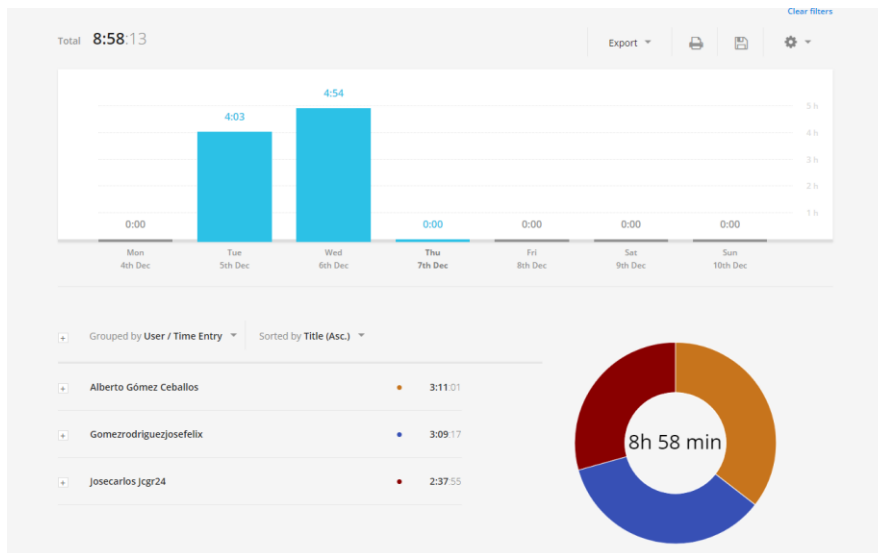 Clear filters
Total 8:58:13
Export
4:54
4:03
5 h
4 h
3 h
2 h
1 h
0:00 0:00 0:00 0:00 0:00
Mon Tue Wed Thu Fri Sat Sun
4th Dec 5th Dec 6th Dec 7th Dec 8th Dec 9th Dec 10th Dec
Grouped by User / Time Entry Sorted by Title (Asc.)
Alberto Gómez Ceballos 3:11:01
Gomezrodriguezjosefelix 3:09:17
Josecarlos Jcgr24 2:37:55
8h 58 min